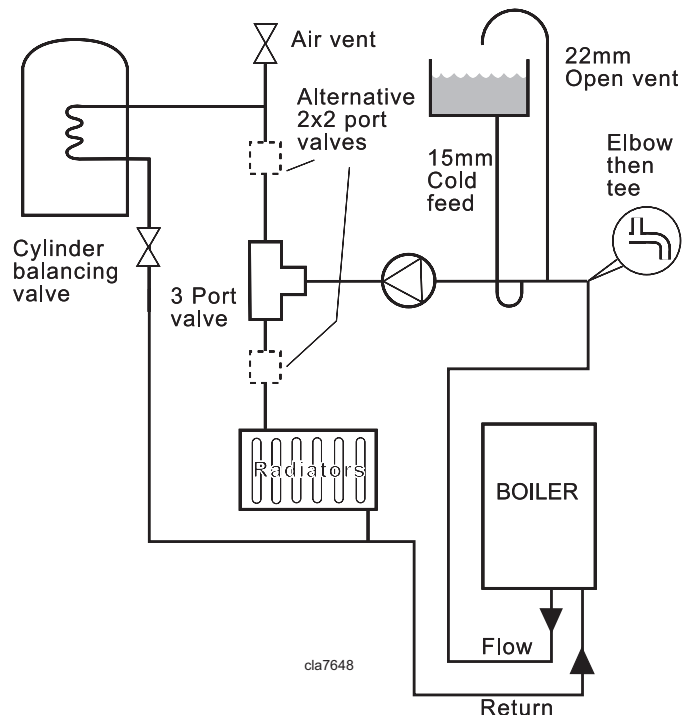 Air vent
22mm
Open vent
Alternative
2x2 port
valves
15mm
Cold
feed
Elbow
then
tee
Cylinder
balancing
valve
3 Port
valve
Radiators
BOILER
Flow
cla7648
Return